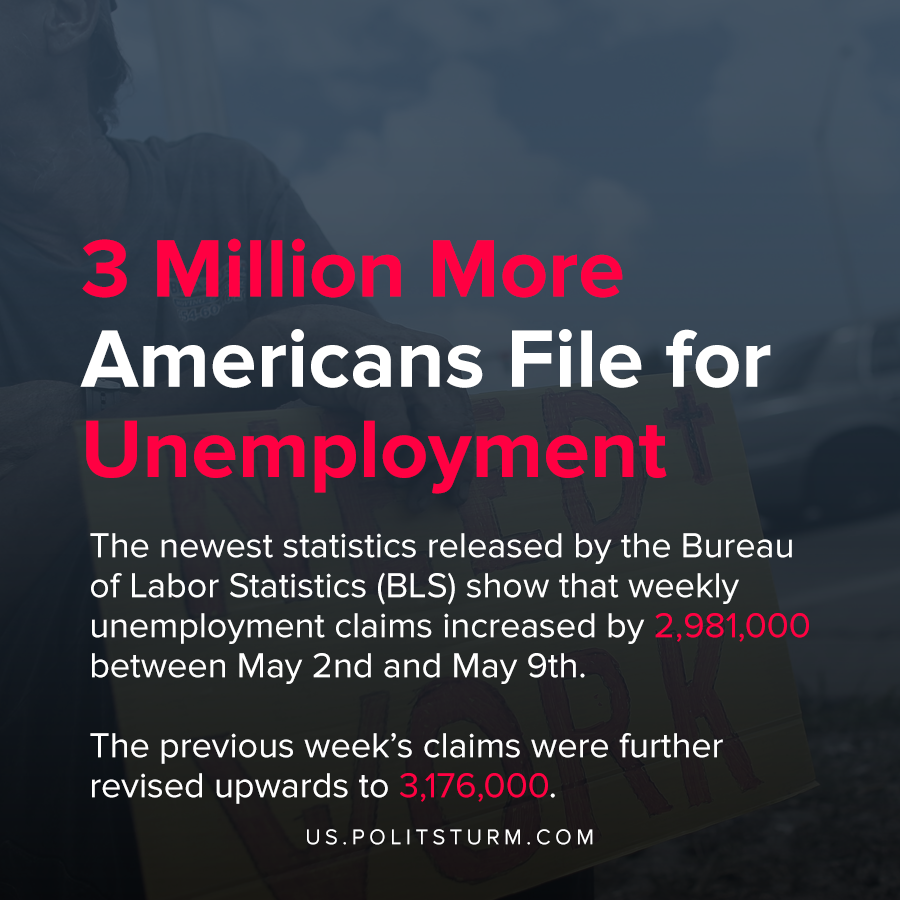 3 Million More
Americans File for
Unemployment
The newest statistics released by the Bureau
of Labor Statistics (BLS) show that weekly
unemployment claims increased by 2,981,000
between May 2nd and May 9th.
The previous week’s claims were further
revised upwards to 3,176,000.
US.POLITSTURM.COM
NEED
WORK